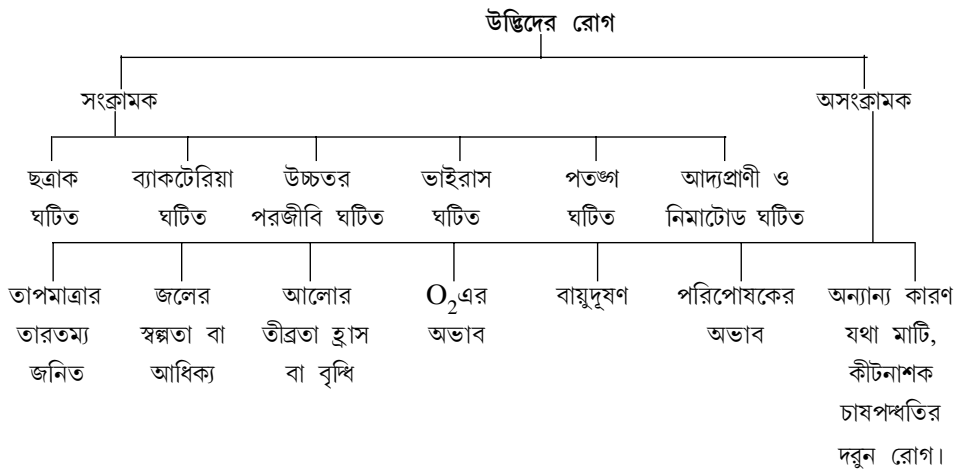 উদ্ভিদের রোগ
সংক্রামক অসংক্রামক
ছত্রাক ব্যাকটেরিয়া উচ্চতর ভাইরাস পতঙ্গ আদ্যপ্রাণী ও
ঘটিত ঘটিত পরজীবি ঘটিত ঘটিত ঘটিত নিমাটোড ঘটিত
তাপমাত্রার জলের আলোর O₂এর বায়ুদূষণ পরিপোষকের অন্যান্য কারণ
তারতম্য স্বল্পতা বা তীব্রতা হ্রাস অভাব অভাব যথা মাটি,
জনিত আধিক্য বা বৃদ্ধি কীটনাশক
চাষপদ্ধতির
দরুন রোগ।